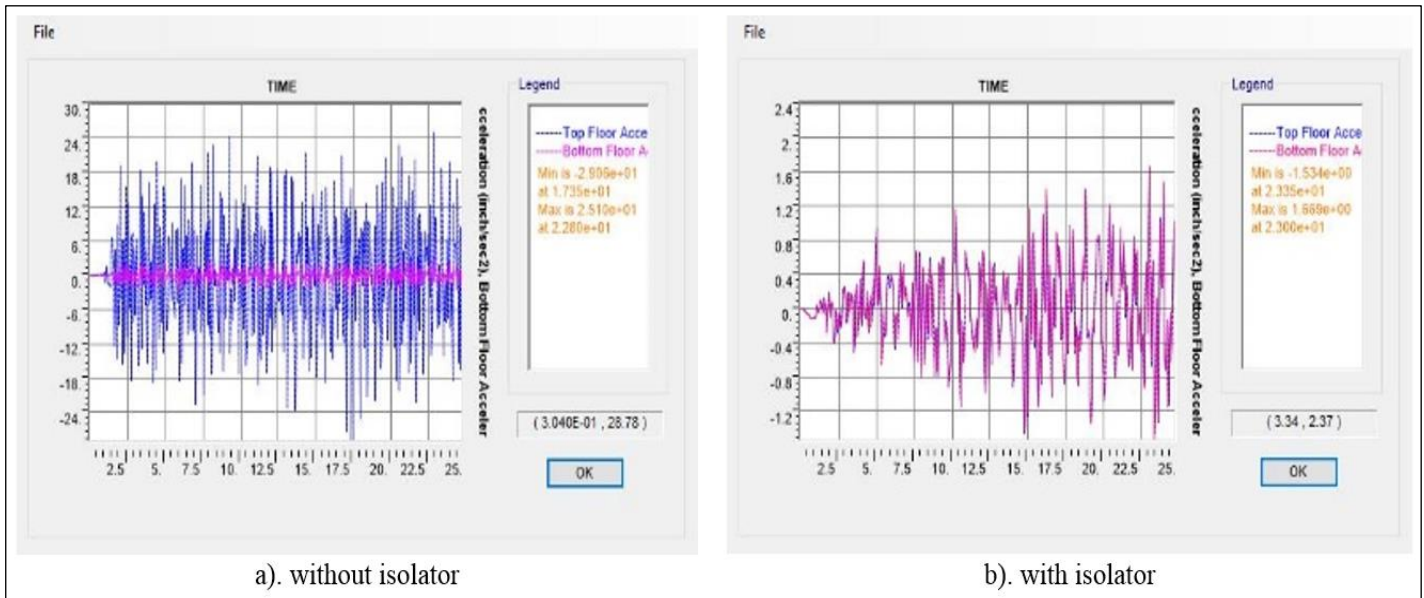 File
TIME
30.
24.
18.
12.
6.
0.
-6.
-12.
-18.
-24.
2.5 5. 7.5 10. 12.5 15. 17.5 20. 22.5 25.
cceleration (inch/sec2), Bottom Floor Acceler
Legend
Top Floor Acce
Bottom Floor A
Min is -2.906e+01
at 1.735e+01
Max is 2.510e+01
at 2.280e+01
( 3.040E-01 , 28.78 )
OK
a). without isolator
File
TIME
2.4
2.
1.6
1.2
0.8
0.4
0.
-0.4
-0.8
-1.2
2.5 5. 7.5 10. 12.5 15. 17.5 20. 22.5 25.
cceleration (inch/sec2), Bottom Floor Acceler
Legend
Top Floor Acce
Bottom Floor A
Min is -1.534e+00
at 2.335e+01
Max is 1.669e+00
at 2.300e+01
( 3.34 , 2.37 )
OK
b). with isolator